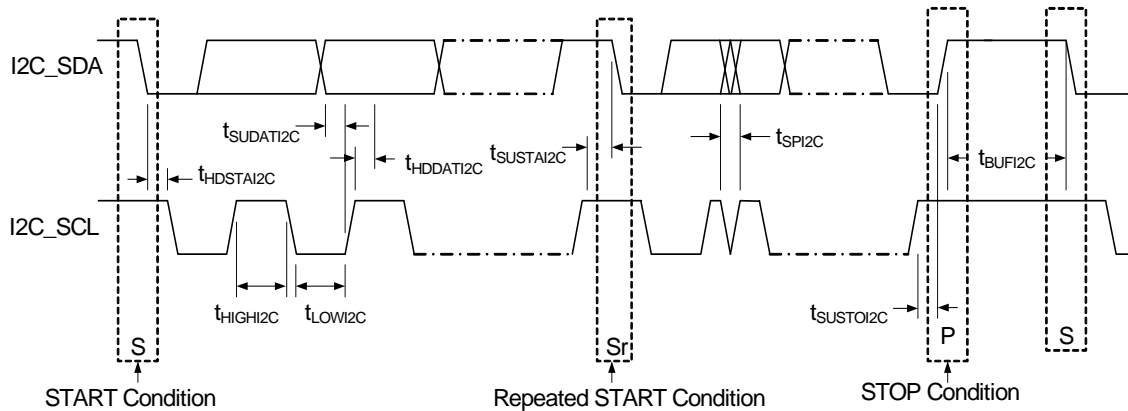 I2C_SDA
tSUDATI2C
tHDDATI2C
tSUSTAI2C
tSPI2C
tBUFI2C
tHDSTAI2C
I2C_SCL
tHIGHI2C
tLOWI2C
tSUSTOI2C
S
Sr
P
S
START Condition
Repeated START Condition
STOP Condition